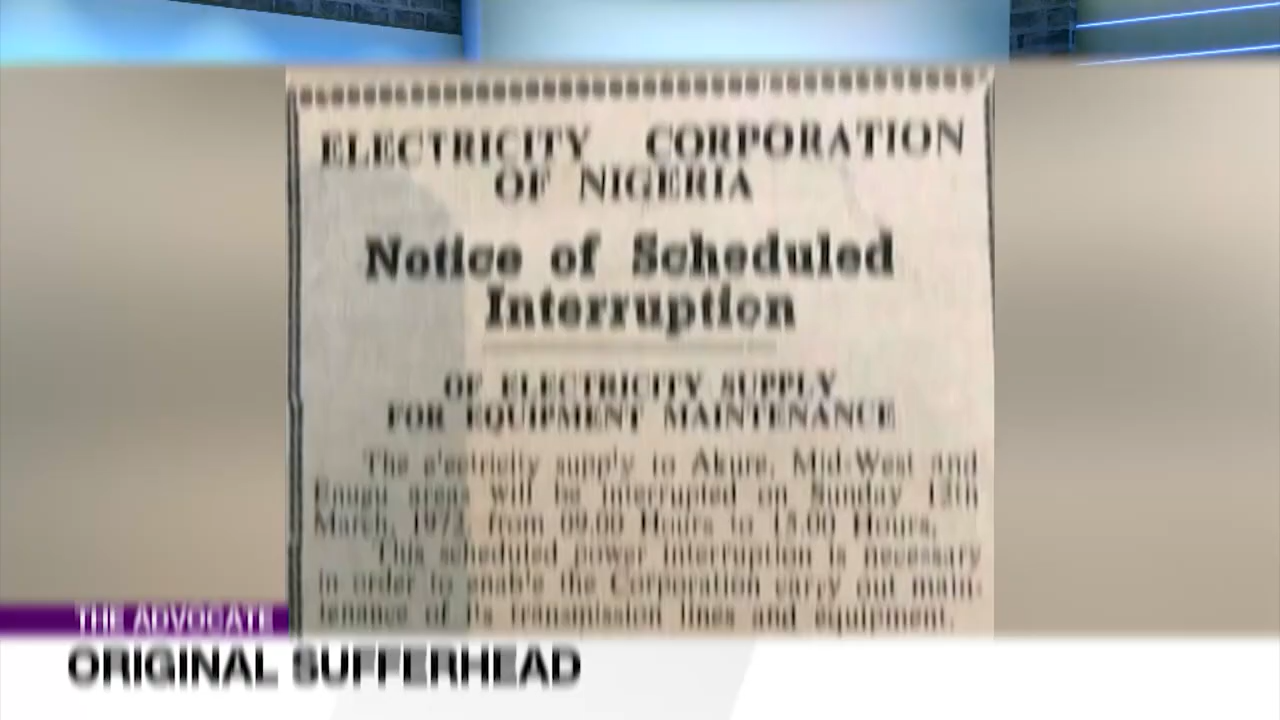 ELECTRICITY CORPORATION
OF NIGERIA
Notice of Scheduled
Interruption
OF ELECTRICITY SUPPLY
FOR EQUIPMENT MAINTENANCE
The electricity supply to Akure, Mid-West and
Enugu areas will be interrupted on Sunday 12th
March, 1972 from 09.00 Hours to 15.00 Hours.
This scheduled power interruption is necessary
in order to enable the Corporation carry out main-
tenance of its transmission lines and equipment.
THE ADVOCATE
ORIGINAL SUFFERHEAD